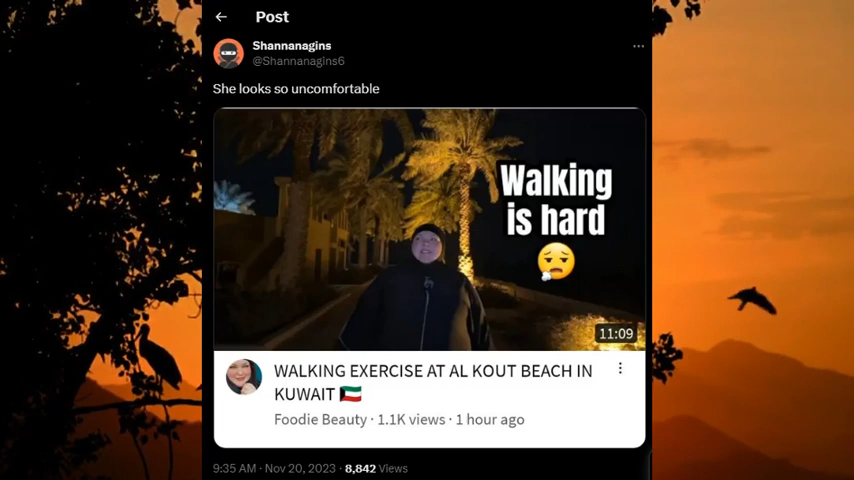 Post
Shannanagins
@Shannanagins6
She looks so uncomfortable
Walking
is hard
11:09
WALKING EXERCISE AT AL KOUT BEACH IN
KUWAIT 🇰🇼
Foodie Beauty · 1.1K views · 1 hour ago
9:35 AM · Nov 20, 2023 · 8,842 Views